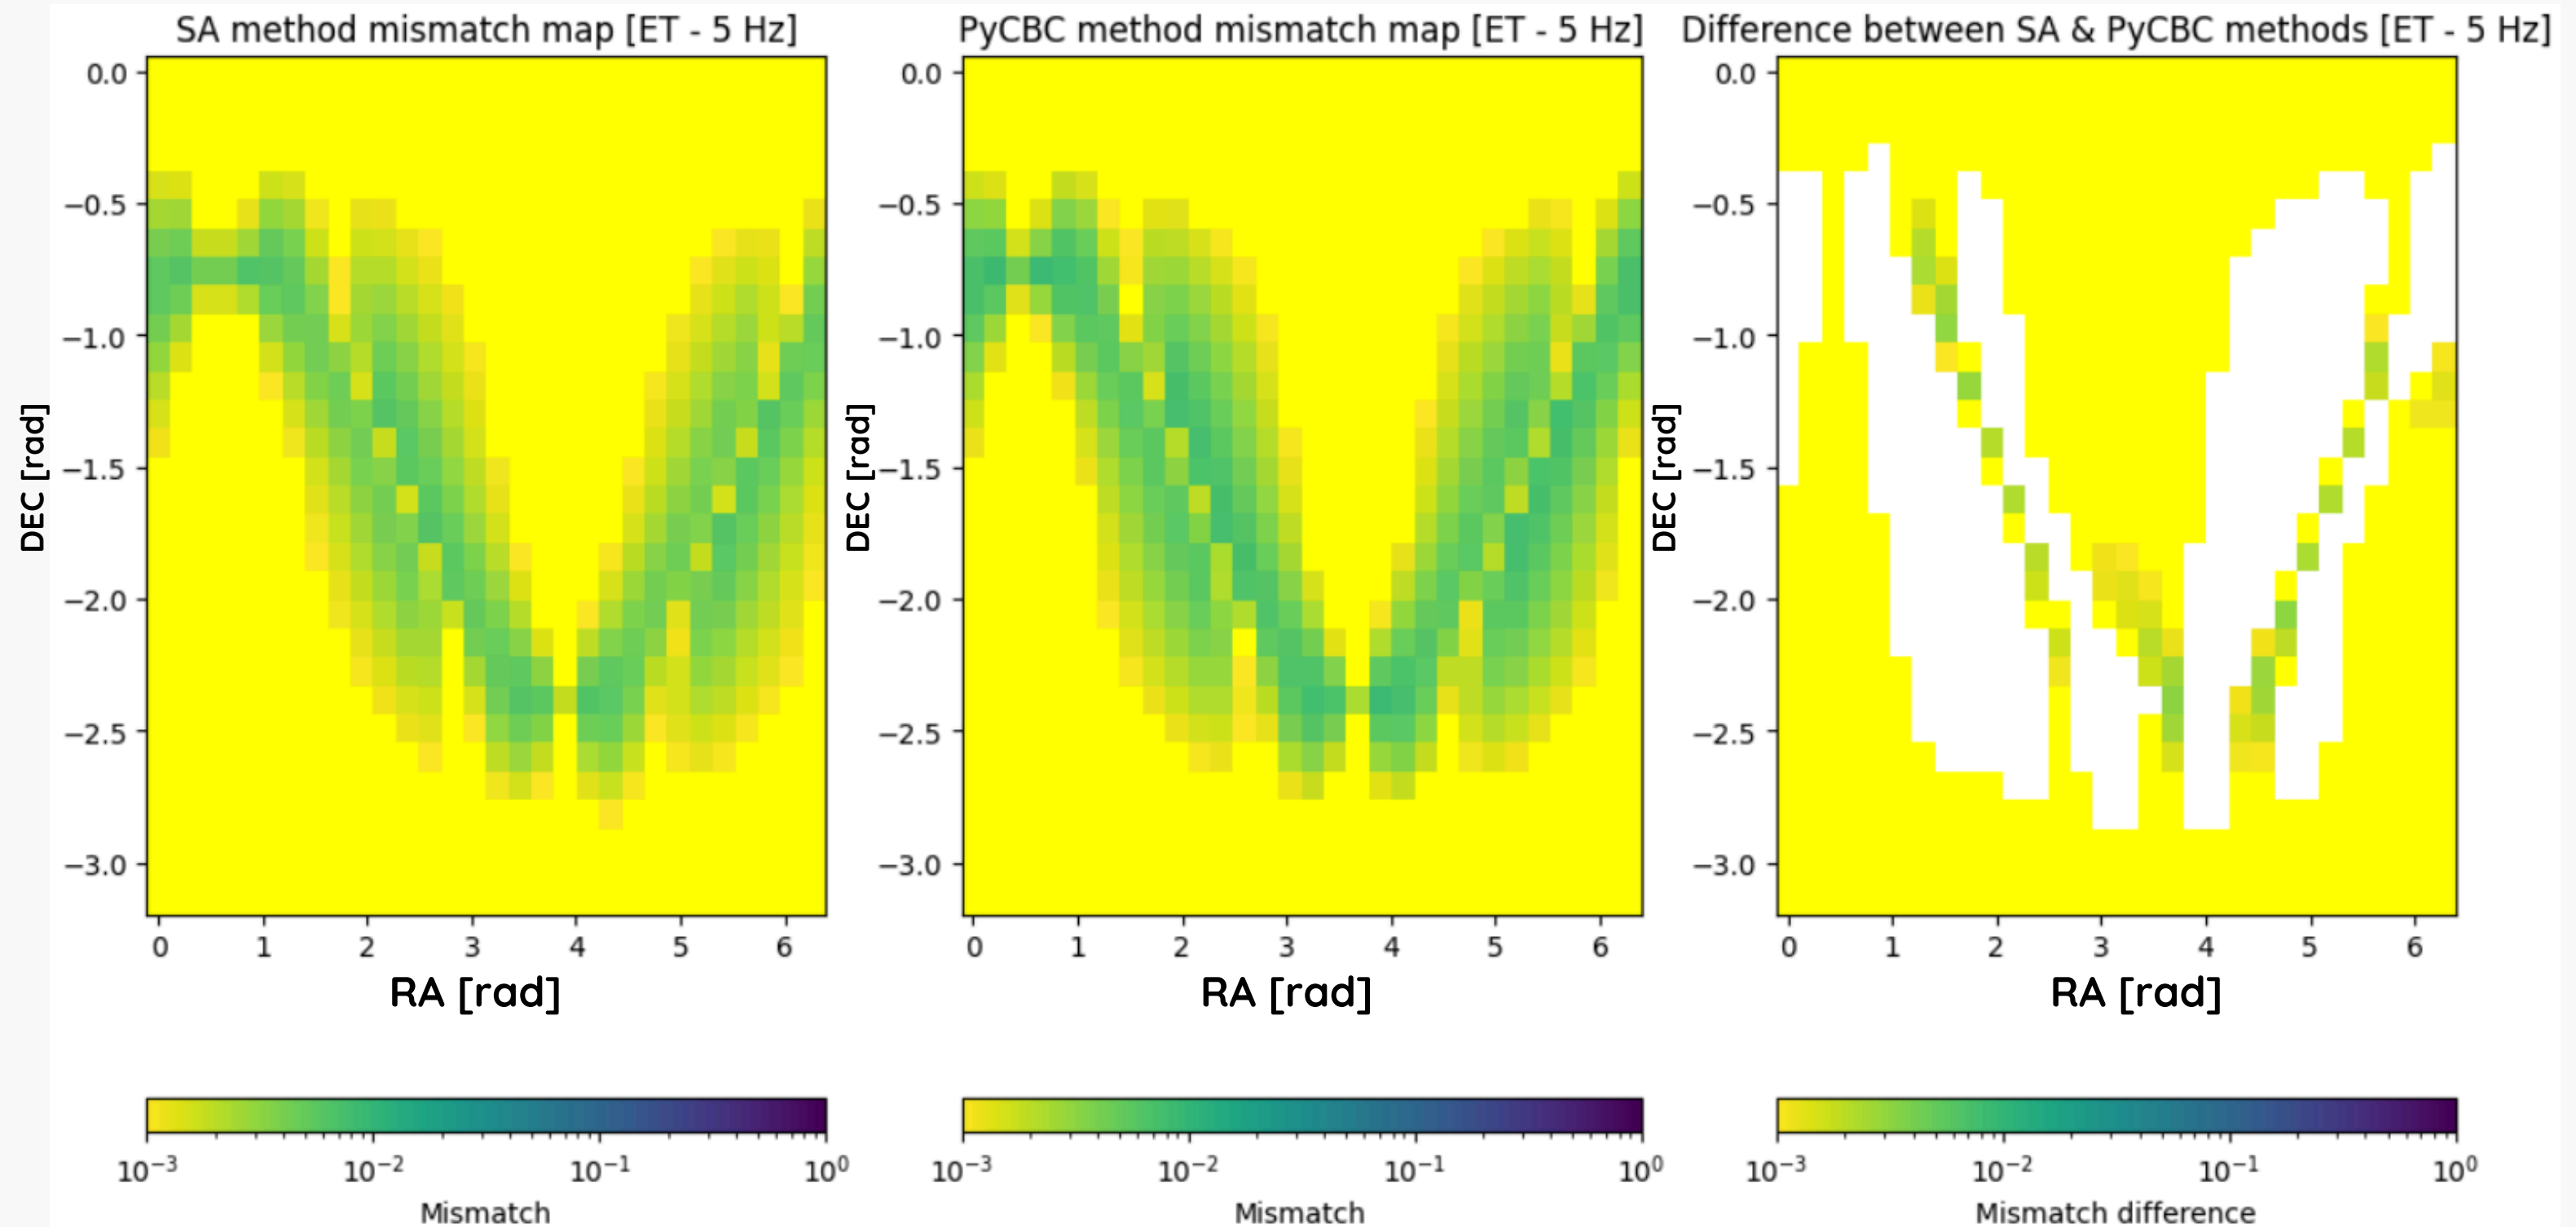 SA method mismatch map [ET - 5 Hz]
PyCBC method mismatch map [ET - 5 Hz]
Difference between SA & PyCBC methods [ET - 5 Hz]
0.0
−0.5
−1.0
−1.5
−2.0
−2.5
−3.0
DEC [rad]
0 1 2 3 4 5 6
RA [rad]
0.0
−0.5
−1.0
−1.5
−2.0
−2.5
−3.0
DEC [rad]
0 1 2 3 4 5 6
RA [rad]
0.0
−0.5
−1.0
−1.5
−2.0
−2.5
−3.0
DEC [rad]
0 1 2 3 4 5 6
RA [rad]
10⁻³ 10⁻² 10⁻¹ 10⁰
Mismatch
10⁻³ 10⁻² 10⁻¹ 10⁰
Mismatch
10⁻³ 10⁻² 10⁻¹ 10⁰
Mismatch difference